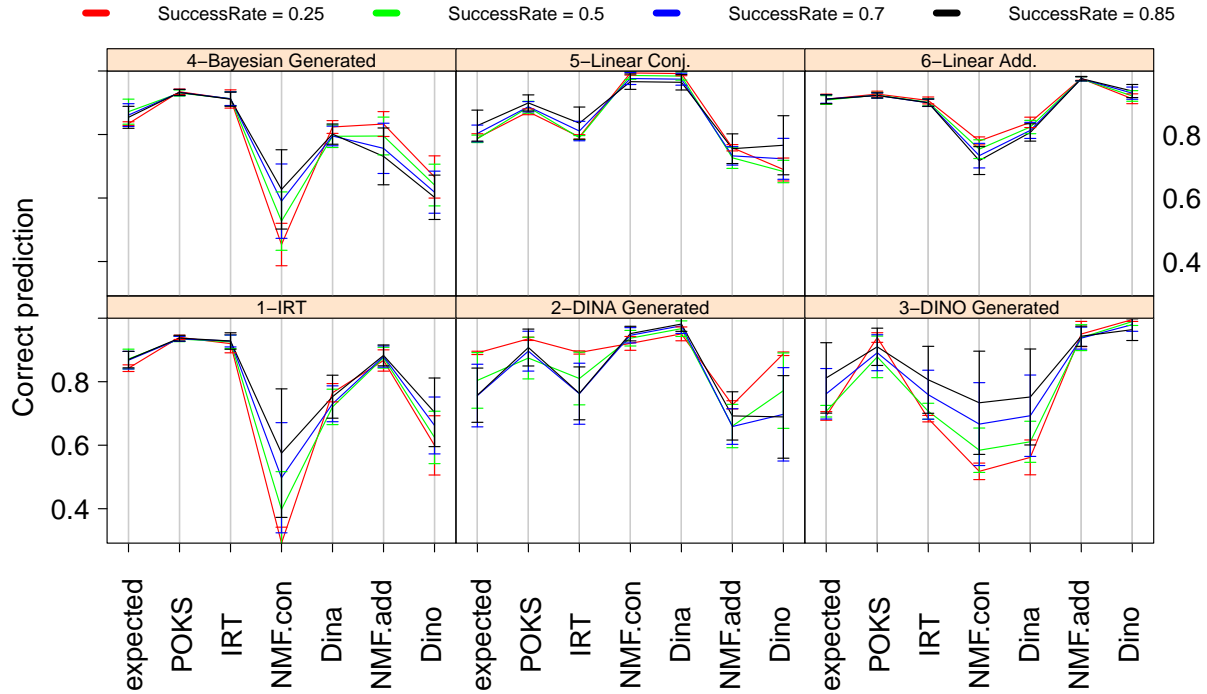 SuccessRate = 0.25 SuccessRate = 0.5 SuccessRate = 0.7 SuccessRate = 0.85
4−Bayesian Generated 5−Linear Conj. 6−Linear Add.
0.8
0.6
0.4
1−IRT 2−DINA Generated 3−DINO Generated
0.8
0.6
0.4
Correct prediction
expected POKS IRT NMF.con Dina NMF.add Dino expected POKS IRT NMF.con Dina NMF.add Dino expected POKS IRT NMF.con Dina NMF.add Dino